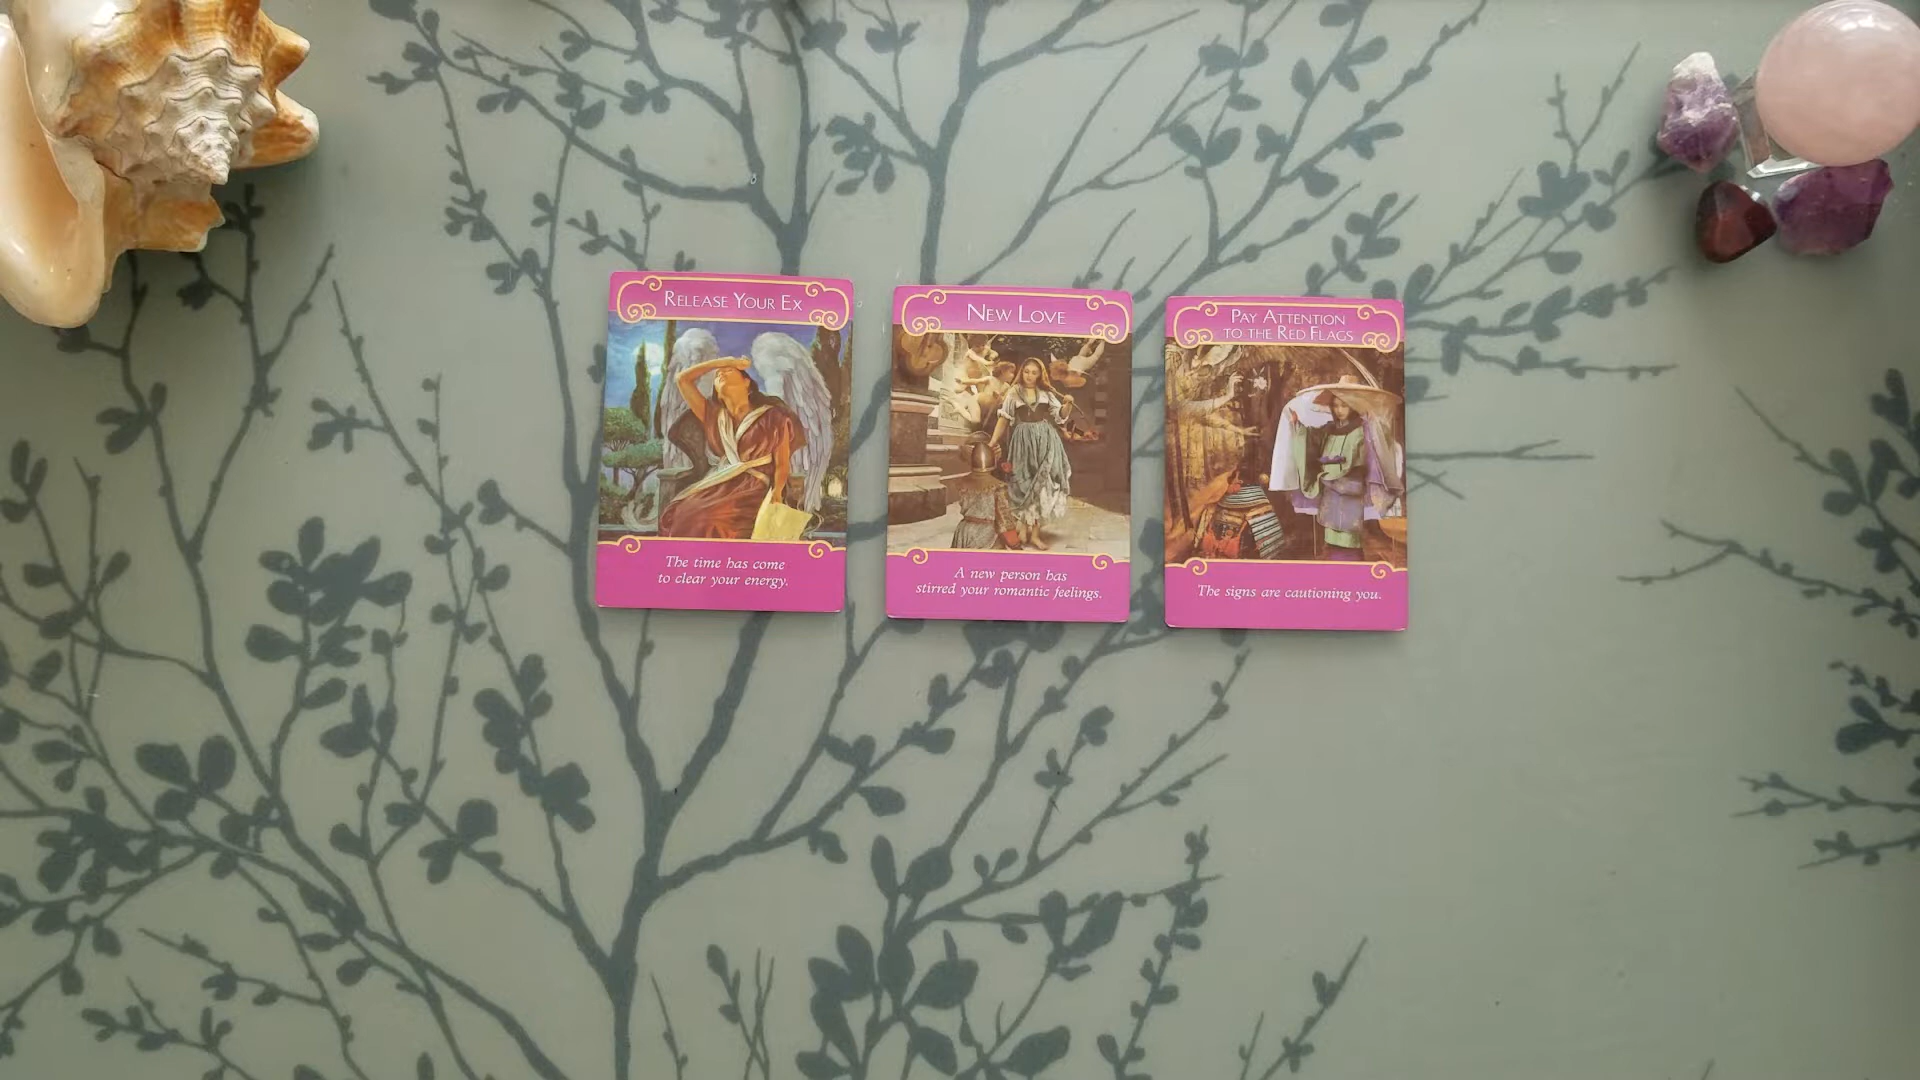 Release Your Ex
The time has come
to clear your energy.
New Love
A new person has
stirred your romantic feelings.
Pay Attention
to the Red Flags
The signs are cautioning you.